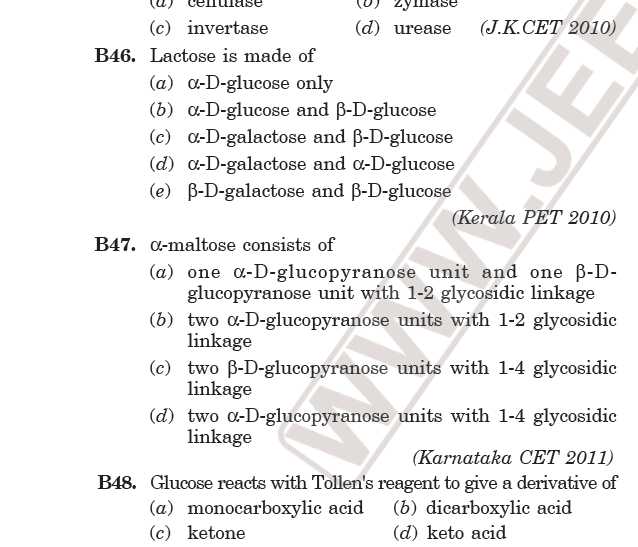 (a) cellulase (b) zymase
(c) invertase (d) urease (J.K.CET 2010)
B46. Lactose is made of
(a) α-D-glucose only
(b) α-D-glucose and β-D-glucose
(c) α-D-galactose and β-D-glucose
(d) α-D-galactose and α-D-glucose
(e) β-D-galactose and β-D-glucose
(Kerala PET 2010)
B47. α-maltose consists of
(a) one α-D-glucopyranose unit and one β-D-
glucopyranose unit with 1-2 glycosidic linkage
(b) two α-D-glucopyranose units with 1-2 glycosidic
linkage
(c) two β-D-glucopyranose units with 1-4 glycosidic
linkage
(d) two α-D-glucopyranose units with 1-4 glycosidic
linkage
(Karnataka CET 2011)
B48. Glucose reacts with Tollen's reagent to give a derivative of
(a) monocarboxylic acid (b) dicarboxylic acid
(c) ketone (d) keto acid
WWW.JEE